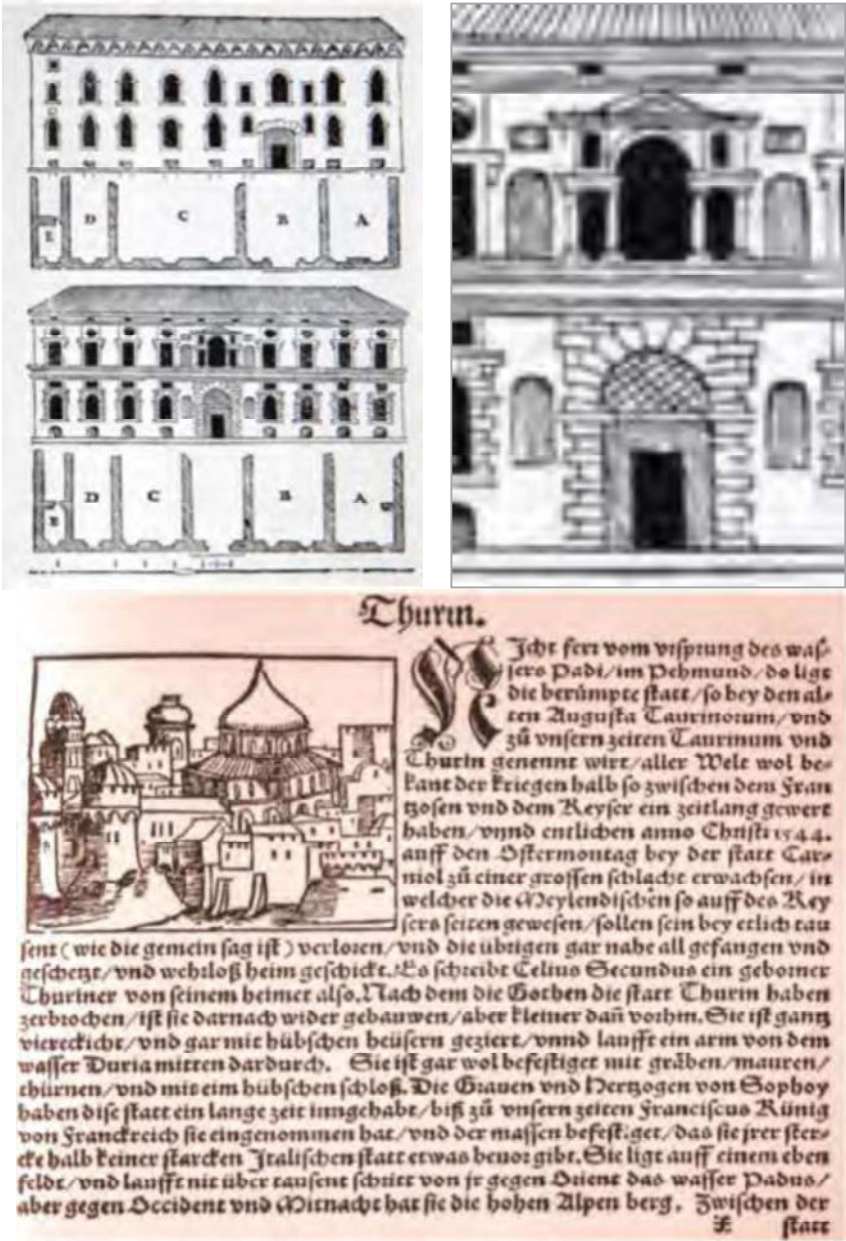 E D C B A
E D C B A
Thurin.
NJcht ferr vom vrsprung des was-
sers Padi/im Pehmund/do ligt
die berümpte statt/so bey den al-
ten Augusta Taurinorum/vnd
zů vnsern zeiten Taurinum vnd
Thurin genennt wirt/aller Welt wol be-
kant der kriegen halb so zwischen dem Fran
tzosen vnd dem Keyser ein zeitlang gewert
haben/vnnd entlichen anno Christi 1544.
auff den Ostermontag bey der statt Car-
niol zů einer grossen schlacht erwachsen/in
welcher die Meylendischen so auff des Key
sers seiten gewesen/sollen sein bey etlich tau
sent (wie die gemein sag ist) verloren/vnd die übrigen gar nahe all gefangen vnd
geschetzt/vnd wehrloß heim geschickt. Es schreibt Celius Secundus ein geborner
Thuriner von seinem heimet also. Nach dem die Gothen die statt Thurin haben
zerbrochen/ist sie darnach wider gebauwen/aber kleiner dañ vorhin. Sie ist gantz
viereckicht/vnd gar mit hübschen heüsern geziert/vnnd laufft ein arm von dem
wasser Duria mitten dardurch. Sie ist gar wol befestiget mit gräben/mauren/
thürnen/vnd mit eim hübschen schloß. Die Grauen vnd Hertzogen von Sophoy
haben dise statt ein lange zeit inngehabt/biß zů vnsern zeiten Franciscus Künig
von Franckreich sie eingenommen hat/vnd der massen befestiget/das sie jrer ster-
cke halb keiner starcken Jtalischen statt etwas beuor gibt. Sie ligt auff einem eben
feldt/vnd laufft nit über tausent schritt von jr gegen Orient das wasser Padus/
aber gegen Occident vnd Mitnacht hat sie die hohen Alpen berg. Zwischen der
statt